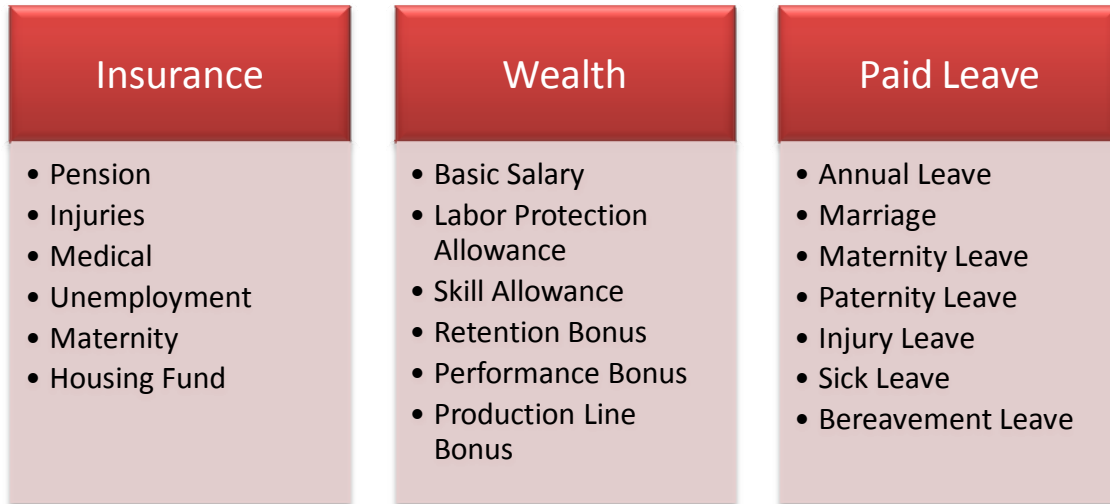 Insurance
• Pension
• Injuries
• Medical
• Unemployment
• Maternity
• Housing Fund
Wealth
• Basic Salary
• Labor Protection
Allowance
• Skill Allowance
• Retention Bonus
• Performance Bonus
• Production Line
Bonus
Paid Leave
• Annual Leave
• Marriage
• Maternity Leave
• Paternity Leave
• Injury Leave
• Sick Leave
• Bereavement Leave